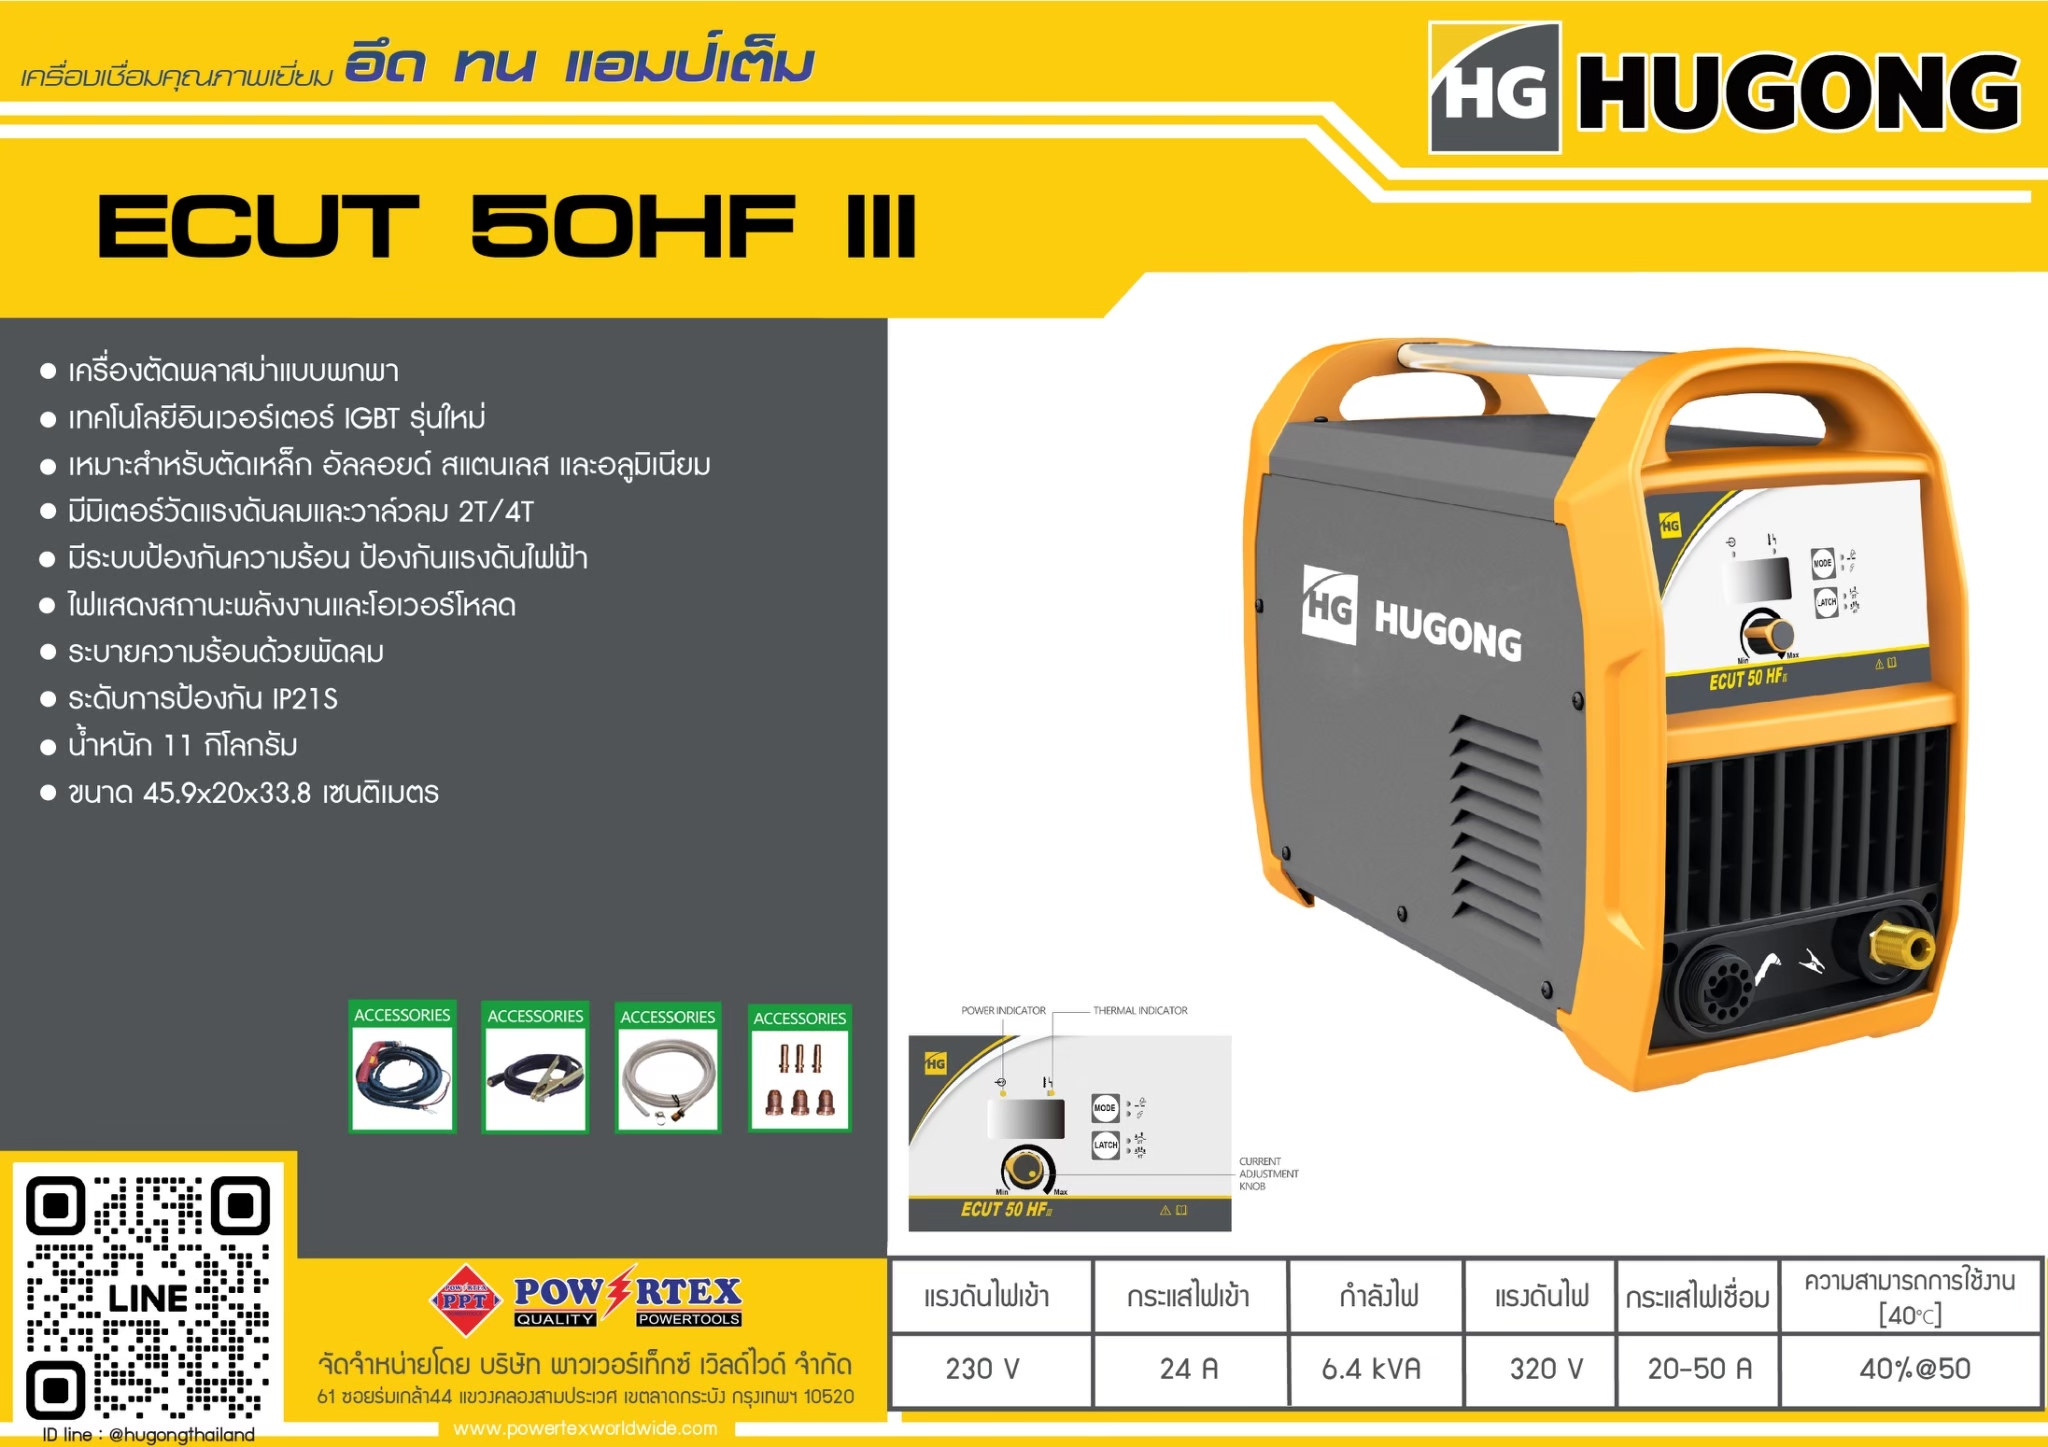 เครื่องเชื่อมคุณภาพเยี่ยม อึด ทน แอมป์เต็ม
HG HUGONG
ECUT 50HF III
เครื่องตัดพลาสม่าแบบพกพา
เทคโนโลยีอินเวอร์เตอร์ IGBT รุ่นใหม่
เหมาะสำหรับตัดเหล็ก อัลลอยด์ สแตนเลส และอลูมิเนียม
มีมิเตอร์วัดแรงดันลมและวาล์วลม 2T/4T
มีระบบป้องกันความร้อน ป้องกันแรงดันไฟฟ้า
ไฟแสดงสถานะพลังงานและโอเวอร์โหลด
ระบายความร้อนด้วยพัดลม
ระดับการป้องกัน IP21S
น้ำหนัก 11 กิโลกรัม
ขนาด 45.9x20x33.8 เซนติเมตร
HG HUGONG
HG
MODE
LATCH
Min Max
ECUT 50 HF III
ACCESSORIES ACCESSORIES ACCESSORIES ACCESSORIES
POWER INDICATOR THERMAL INDICATOR
HG
MODE
LATCH
Min Max
CURRENT
ADJUSTMENT
KNOB
ECUT 50 HF III
LINE
ID line : @hugongthailand
POWERTEX PPT POWERTEX
QUALITY POWERTOOLS
จัดจำหน่ายโดย บริษัท พาวเวอร์เท็กซ์ เวิลด์ไวด์ จำกัด
61 ซอยร่มเกล้า44 แขวงคลองสามประเวศ เขตลาดกระบัง กรุงเทพฯ 10520
www.powertexworldwide.com
แรงดันไฟเข้า กระแสไฟเข้า กำลังไฟ แรงดันไฟ กระแสไฟเชื่อม ความสามารถการใช้งาน
[40°C]
230 V 24 A 6.4 kVA 320 V 20-50 A 40%@50